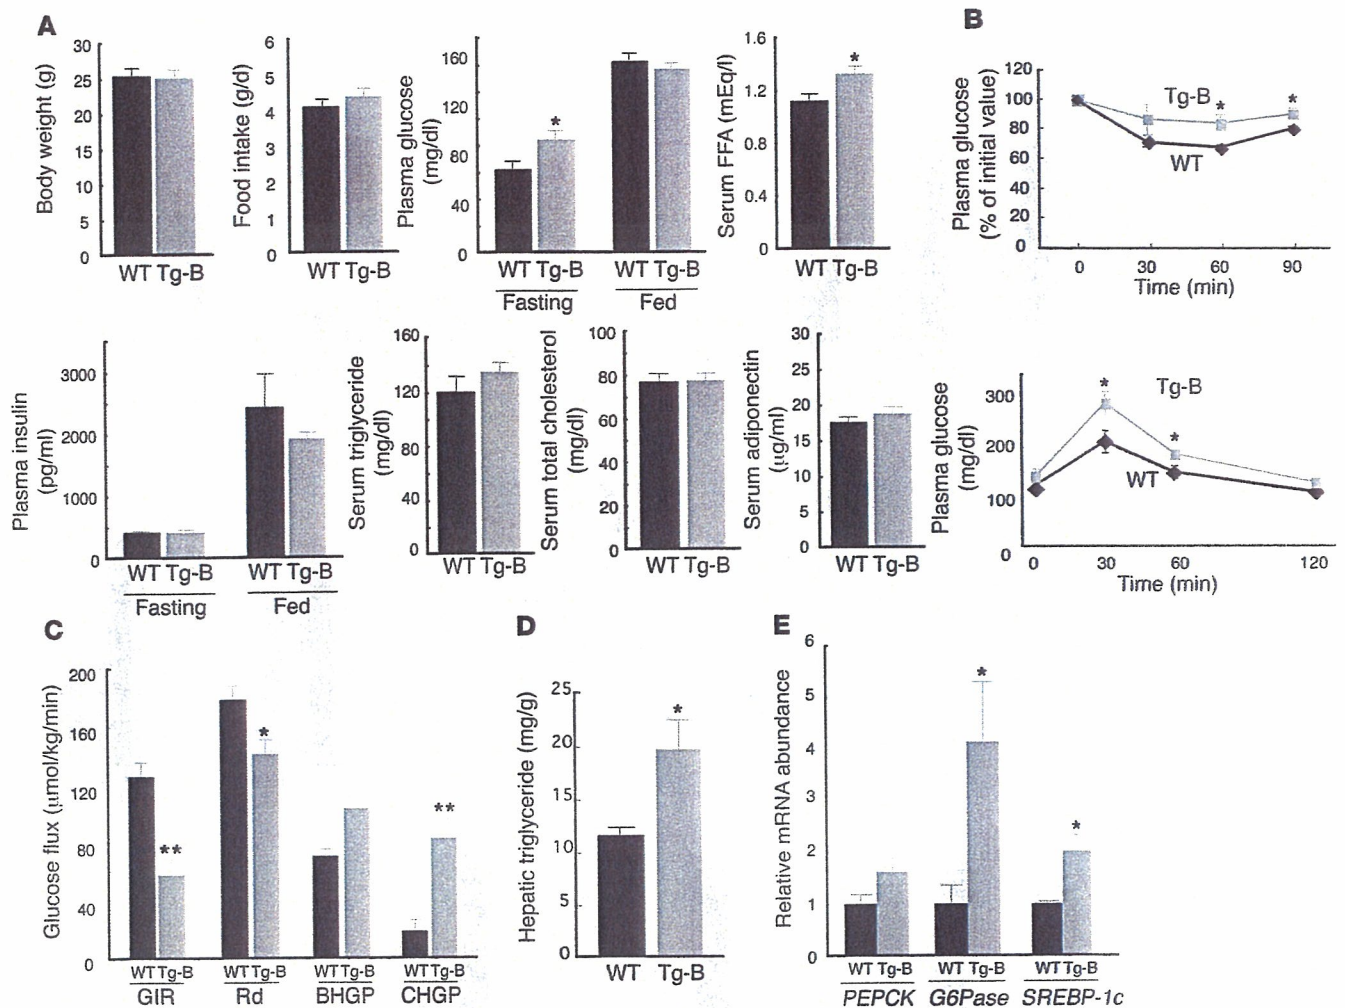 A
Body weight (g)
30
25
20
15
10
5
0
WT Tg-B
Food intake (g/d)
6
5
4
3
2
1
0
WT Tg-B
Plasma glucose
(mg/dl)
160
120
80
40
0
*
WT Tg-B
Fasting
WT Tg-B
Fed
Serum FFA (mEq/l)
1.6
1.2
0.8
0.4
0
*
WT Tg-B
Plasma insulin
(pg/ml)
3000
2000
1000
0
WT Tg-B
Fasting
WT Tg-B
Fed
Serum triglyceride
(mg/dl)
160
120
80
40
0
WT Tg-B
Serum total cholesterol
(mg/dl)
100
80
60
40
20
0
WT Tg-B
Serum adiponectin
(µg/ml)
30
25
20
15
10
5
0
WT Tg-B
B
Plasma glucose
(% of initial value)
120
100
80
60
40
20
0
Tg-B
*
*
WT
0 30 60 90
Time (min)
Plasma glucose
(mg/dl)
300
200
100
0
*
Tg-B
*
WT
0 30 60 120
Time (min)
C
Glucose flux (µmol/kg/min)
200
160
120
80
40
0
**
*
**
WT Tg-B WT Tg-B WT Tg-B WT Tg-B
GIR Rd BHGP CHGP
D
Hepatic triglyceride (mg/g)
25
20
15
10
5
0
*
WT Tg-B
E
Relative mRNA abundance
6
5
4
3
2
1
0
*
*
WT Tg-B WT Tg-B WT Tg-B
PEPCK G6Pase SREBP-1c